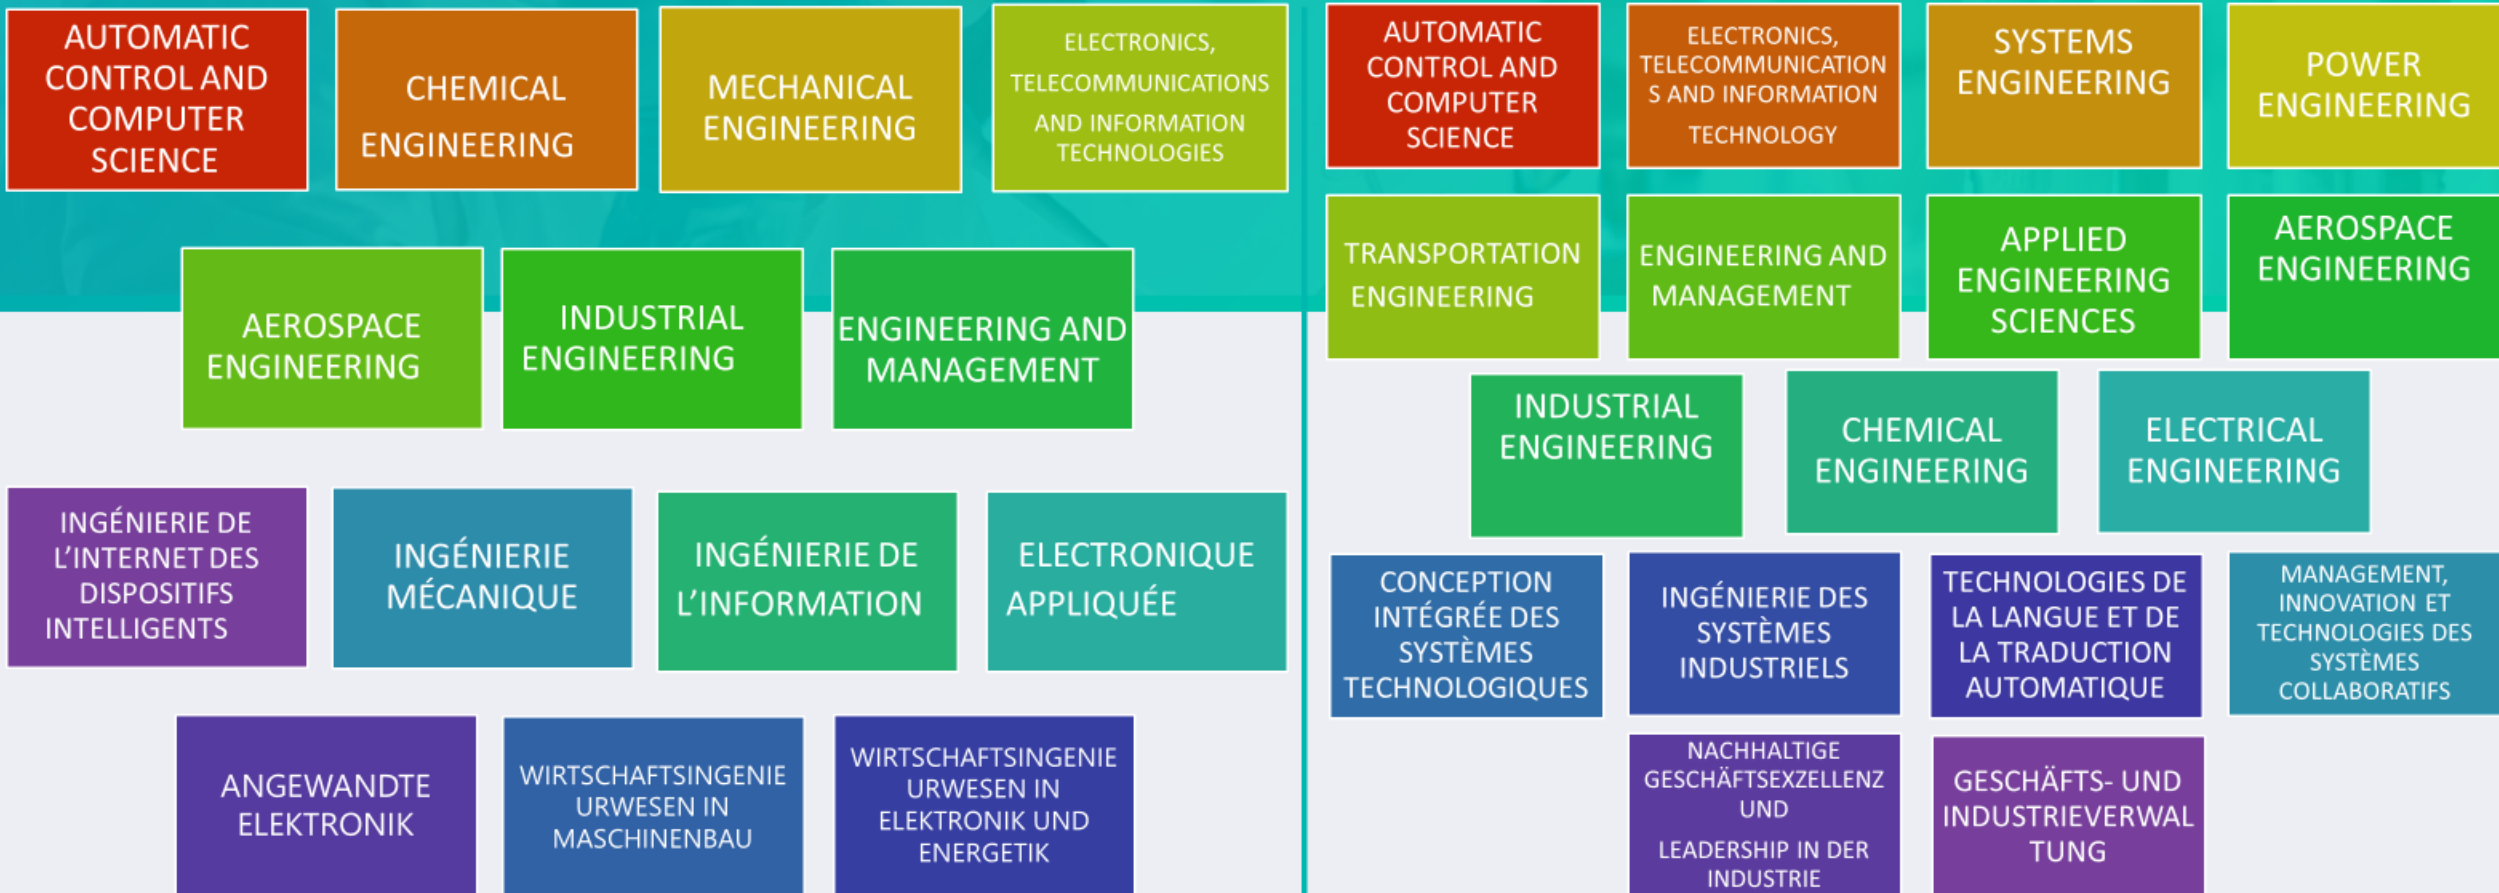 AUTOMATIC
CONTROL AND
COMPUTER
SCIENCE
CHEMICAL
ENGINEERING
MECHANICAL
ENGINEERING
ELECTRONICS,
TELECOMMUNICATIONS
AND INFORMATION
TECHNOLOGIES
AEROSPACE
ENGINEERING
INDUSTRIAL
ENGINEERING
ENGINEERING AND
MANAGEMENT
INGÉNIERIE DE
L’INTERNET DES
DISPOSITIFS
INTELLIGENTS
INGÉNIERIE
MÉCANIQUE
INGÉNIERIE DE
L’INFORMATION
ELECTRONIQUE
APPLIQUÉE
ANGEWANDTE
ELEKTRONIK
WIRTSCHAFTSINGENIE
URWESEN IN
MASCHINENBAU
WIRTSCHAFTSINGENIE
URWESEN IN
ELEKTRONIK UND
ENERGETIK
AUTOMATIC
CONTROL AND
COMPUTER
SCIENCE
ELECTRONICS,
TELECOMMUNICATION
S AND INFORMATION
TECHNOLOGY
SYSTEMS
ENGINEERING
POWER
ENGINEERING
TRANSPORTATION
ENGINEERING
ENGINEERING AND
MANAGEMENT
APPLIED
ENGINEERING
SCIENCES
AEROSPACE
ENGINEERING
INDUSTRIAL
ENGINEERING
CHEMICAL
ENGINEERING
ELECTRICAL
ENGINEERING
CONCEPTION
INTÉGRÉE DES
SYSTÈMES
TECHNOLOGIQUES
INGÉNIERIE DES
SYSTÈMES
INDUSTRIELS
TECHNOLOGIES DE
LA LANGUE ET DE
LA TRADUCTION
AUTOMATIQUE
MANAGEMENT,
INNOVATION ET
TECHNOLOGIES DES
SYSTÈMES
COLLABORATIFS
NACHHALTIGE
GESCHÄFTSEXZELLENZ
UND
LEADERSHIP IN DER
INDUSTRIE
GESCHÄFTS- UND
INDUSTRIEVERWAL
TUNG